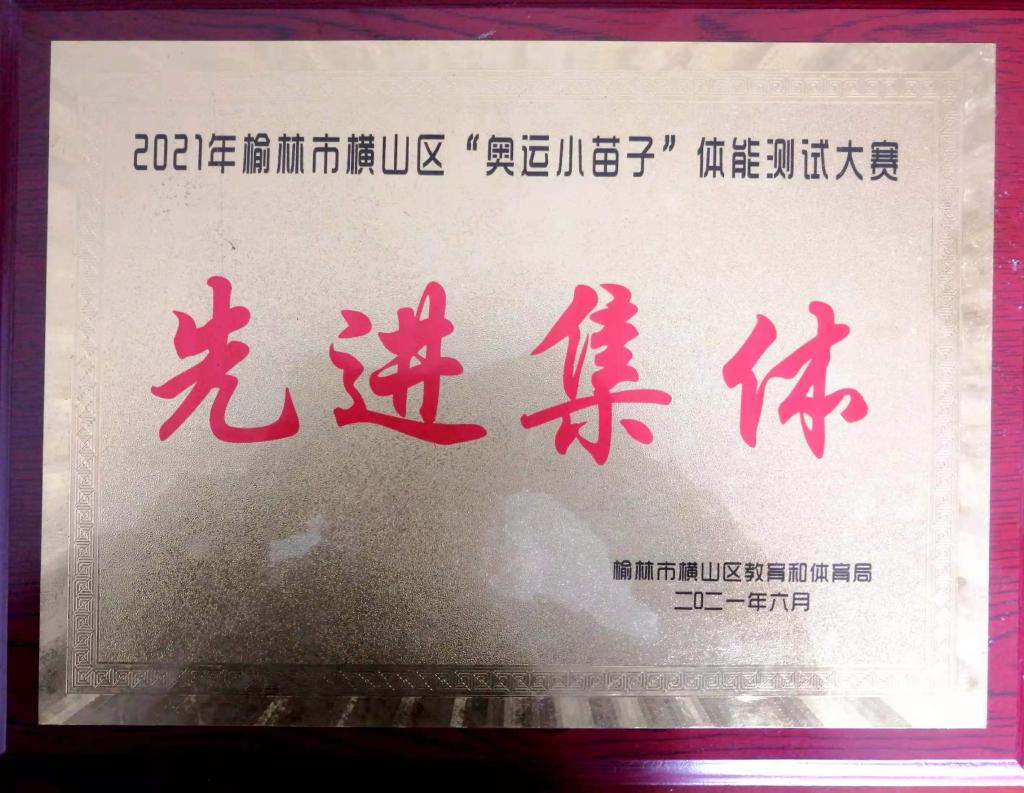 2021年榆林市横山区“奥运小苗子”体能测试大赛
先进集体
榆林市横山区教育和体育局
二〇二一年六月